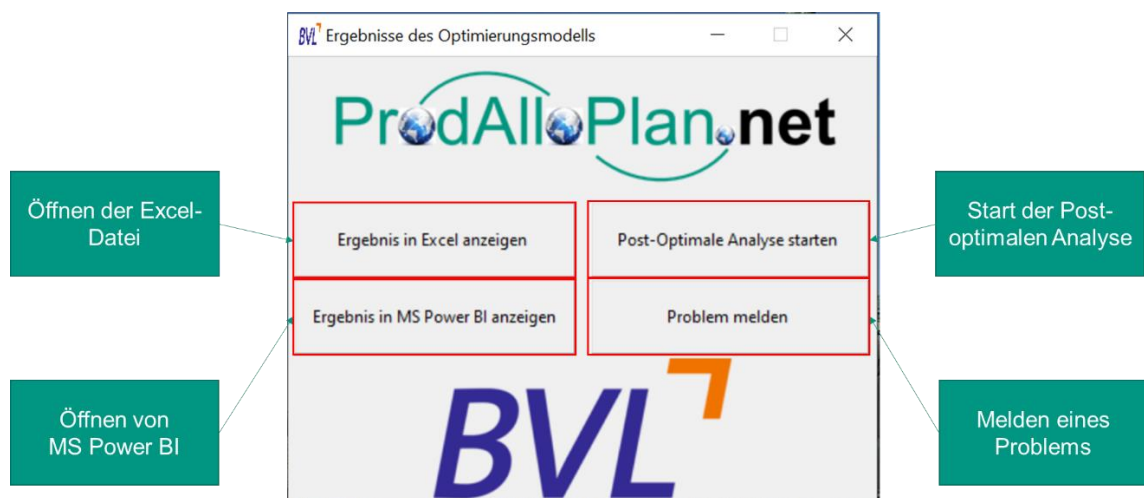 BVL Ergebnisse des Optimierungsmodells
ProdAlloPlan.net
Öffnen der Excel-
Datei
Ergebnis in Excel anzeigen
Post-Optimale Analyse starten
Start der Post-
optimalen Analyse
Ergebnis in MS Power BI anzeigen
Problem melden
Öffnen von
MS Power BI
BVL
Melden eines
Problems